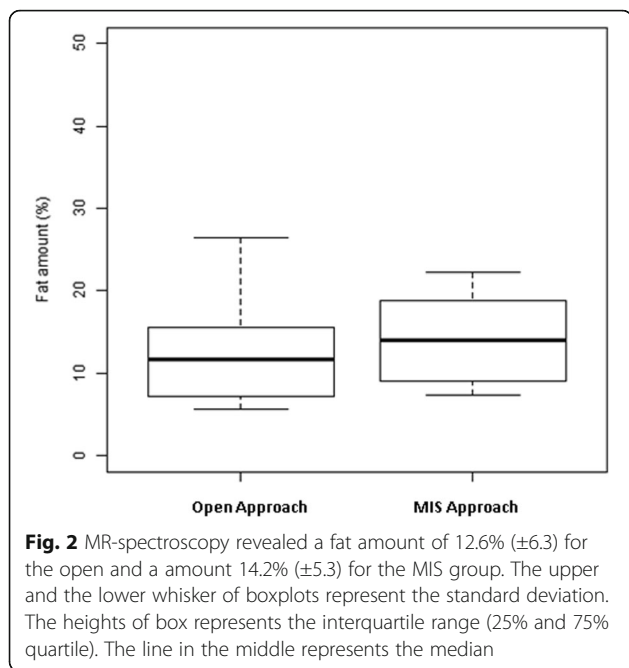 50
40
30
20
10
0
Fat amount (%)
Open Approach MIS Approach
Fig. 2 MR-spectroscopy revealed a fat amount of 12.6% (±6.3) for
the open and a amount 14.2% (±5.3) for the MIS group. The upper
and the lower whisker of boxplots represent the standard deviation.
The heights of box represents the interquartile range (25% and 75%
quartile). The line in the middle represents the median